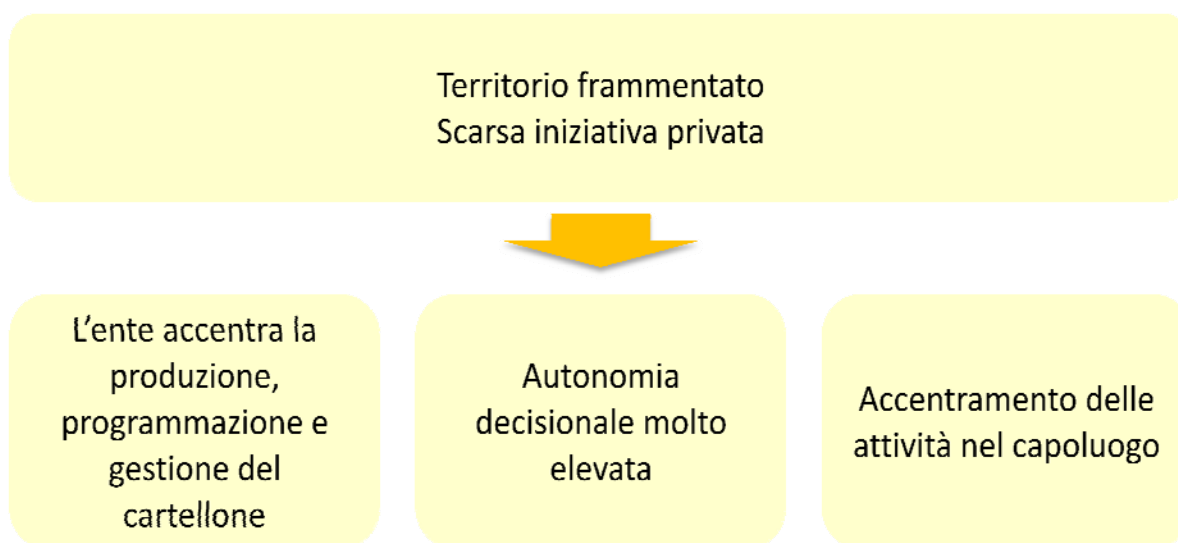 Territorio frammentato
Scarsa iniziativa privata
L'ente accentra la
produzione,
programmazione e
gestione del
cartellone
Autonomia
decisionale molto
elevata
Accentramento delle
attività nel capoluogo